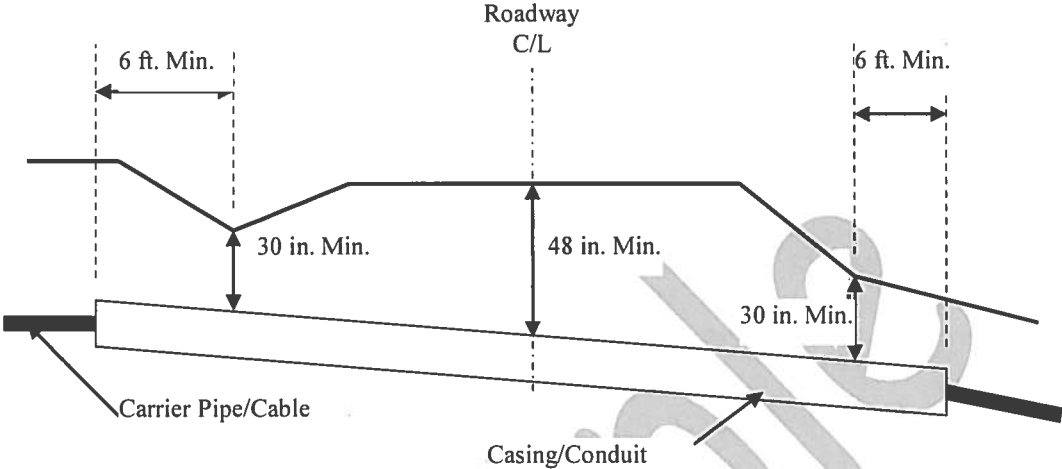 Roadway
C/L
6 ft. Min.
6 ft. Min.
30 in. Min.
48 in. Min.
30 in. Min.
Carrier Pipe/Cable
Casing/Conduit